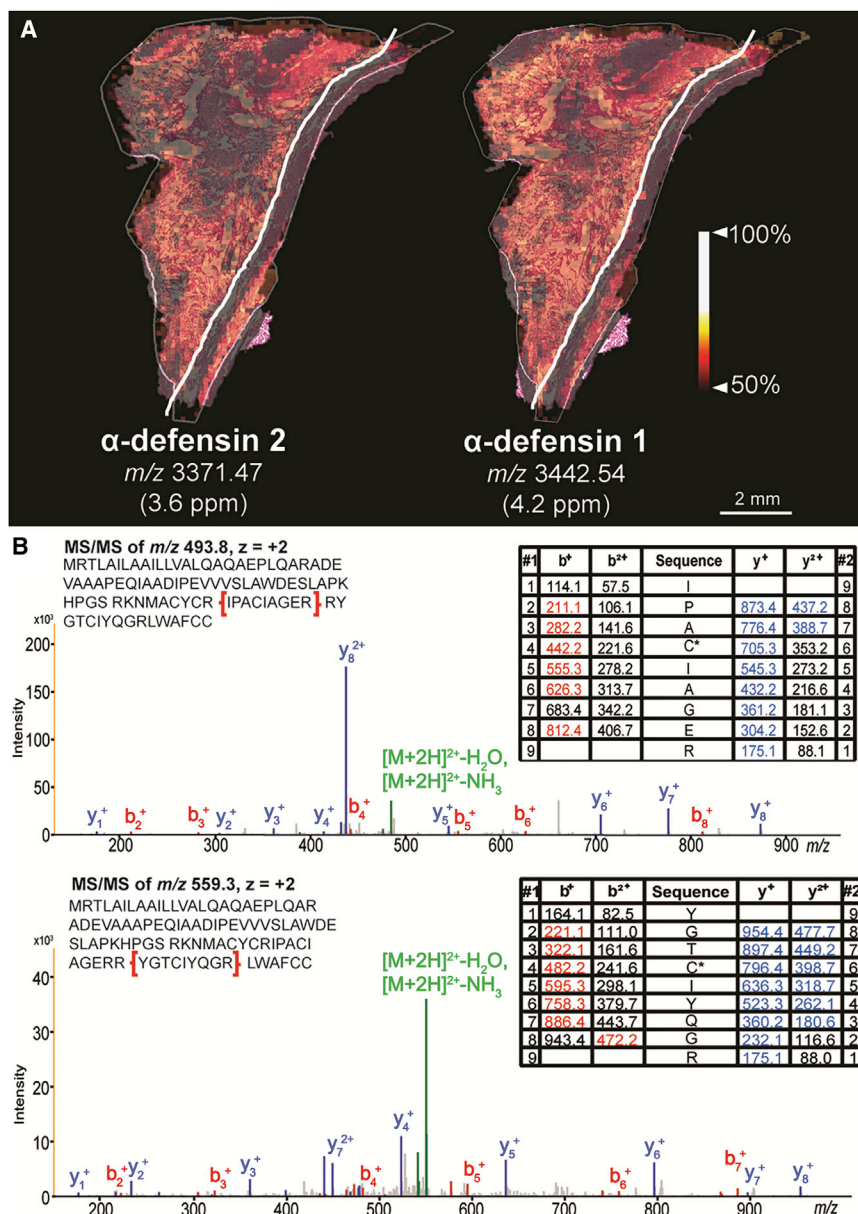 A
100%
50%
α-defensin 2
m/z 3371.47
(3.6 ppm)
α-defensin 1
m/z 3442.54
(4.2 ppm)
2 mm
B
MS/MS of m/z 493.8, z = +2
MRTLAILAAILLVALQAQAEPLQARADE
VAAAPEQIAADIPEVVVSLAWDESLAPK
HPGS RKNMACYCR {IPACIAGER} RY
GTCIYQGRLWAFCC
#1 b⁺ b²⁺ Sequence y⁺ y²⁺ #2
1 114.1 57.5 I 9
2 211.1 106.1 P 873.4 437.2 8
3 282.2 141.6 A 776.4 388.7 7
4 442.2 221.6 C* 705.3 353.2 6
5 555.3 278.2 I 545.3 273.2 5
6 626.3 313.7 A 432.2 216.6 4
7 683.4 342.2 G 361.2 181.1 3
8 812.4 406.7 E 304.2 152.6 2
9 R 175.1 88.1 1
x10³
200
150
100
50
0
Intensity
y₈²⁺
[M+2H]²⁺-H₂O,
[M+2H]²⁺-NH₃
y₁⁺ b₂⁺ b₃⁺ y₂⁺ y₃⁺ y₄⁺ b₄⁺ y₅⁺ b₅⁺ b₆⁺ y₆⁺ y₇⁺ b₈⁺ y₈⁺
200 300 400 500 600 700 800 900 m/z
MS/MS of m/z 559.3, z = +2
MRTLAILAAILLVALQAQAEPLQAR
ADEVAAAPEQIAADIPEVVVSLAWDE
SLAPKHPGS RKNMACYCRIPACI
AGERR {YGTCIYQGR} LWAFCC
#1 b⁺ b²⁺ Sequence y⁺ y²⁺ #2
1 164.1 82.5 Y 9
2 221.1 111.0 G 954.4 477.7 8
3 322.1 161.6 T 897.4 449.2 7
4 482.2 241.6 C* 796.4 398.7 6
5 595.3 298.1 I 636.3 318.7 5
6 758.3 379.7 Y 523.3 262.1 4
7 886.4 443.7 Q 360.2 180.6 3
8 943.4 472.2 G 232.1 116.6 2
9 R 175.1 88.0 1
x10³
40
30
20
10
0
Intensity
[M+2H]²⁺-H₂O,
[M+2H]²⁺-NH₃
y₁⁺ b₂⁺ y₂⁺ b₃⁺ y₃⁺ y₇²⁺ b₄⁺ y₄⁺ b₅⁺ y₅⁺ b₆⁺ y₆⁺ b₇⁺ y₇⁺ y₈⁺
200 300 400 500 600 700 800 900 m/z